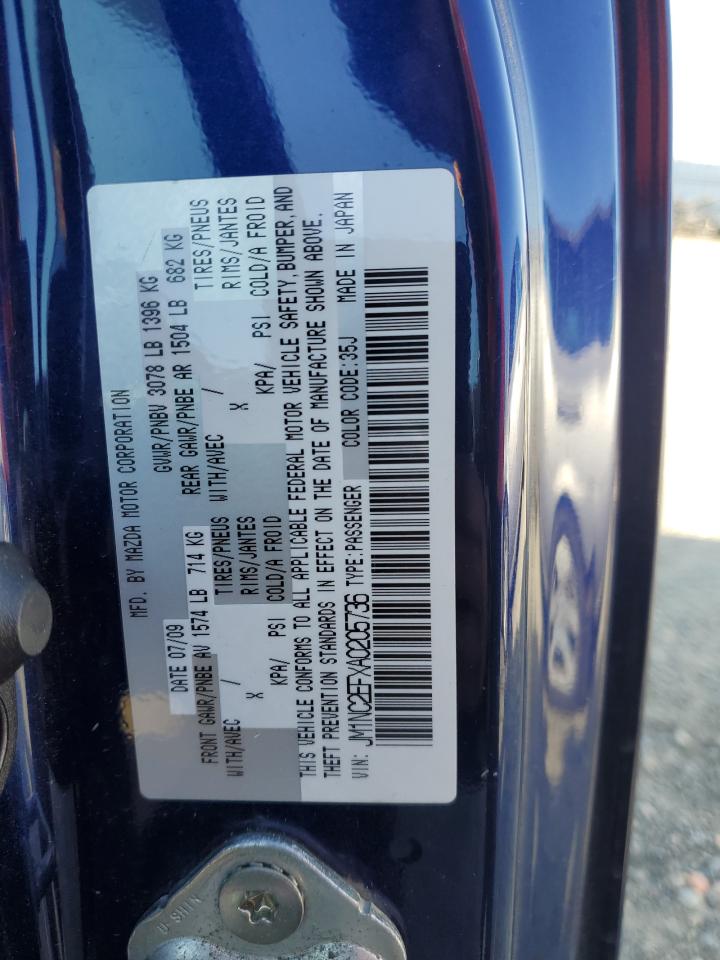 MFD. BY MAZDA MOTOR CORPORATION
DATE 07/09 GVWR/PNBV 3078 LB 1396 KG
FRONT GAWR/PNBE AV 1574 LB 714 KG REAR GAWR/PNBE AR 1504 LB 682 KG
WITH/AVEC / TIRES/PNEUS WITH/AVEC / TIRES/PNEUS
X RIMS/JANTES X RIMS/JANTES
KPA/ PSI COLD/A FROID KPA/ PSI COLD/A FROID
THIS VEHICLE CONFORMS TO ALL APPLICABLE FEDERAL MOTOR VEHICLE SAFETY,BUMPER, AND
THEFT PREVENTION STANDARDS IN EFFECT ON THE DATE OF MANUFACTURE SHOWN ABOVE.
VIN: JM1NC2EFXA0205736 TYPE:PASSENGER COLOR CODE:35J MADE IN JAPAN
U-SHIN